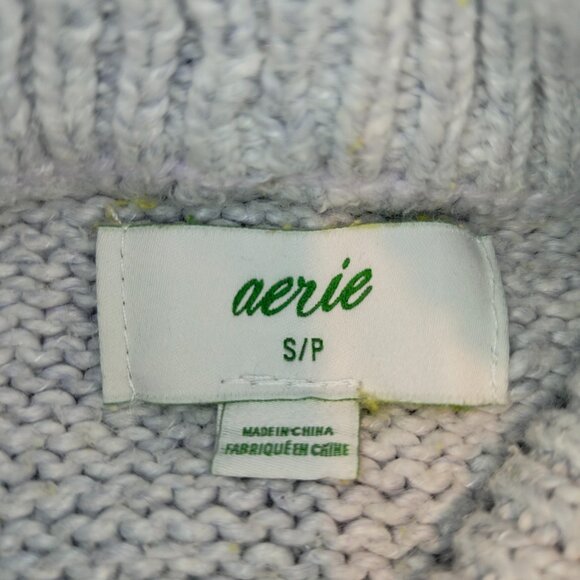 aerie
S/P
MADE IN CHINA
FABRIQUÉ EN CHINE